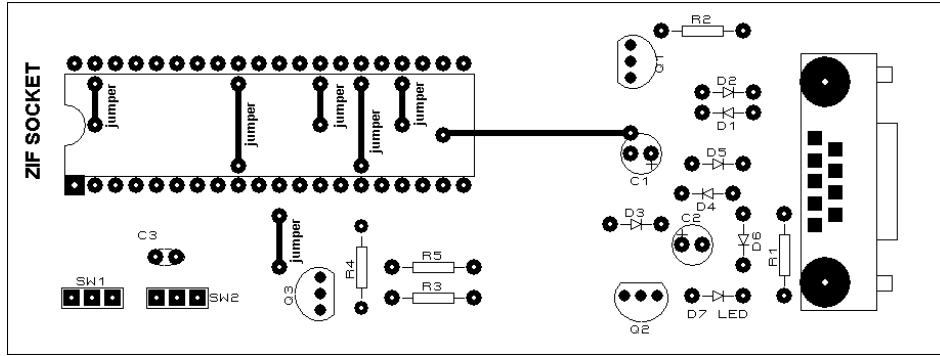 R2
Q1
ZIF SOCKET
D2
D1
jumper
jumper
jumper
jumper
jumper
D5
C1
D4
D3
C2
D6
R1
C3
jumper
R4
R5
SW1
SW2
Q3
R3
Q2
D7 LED